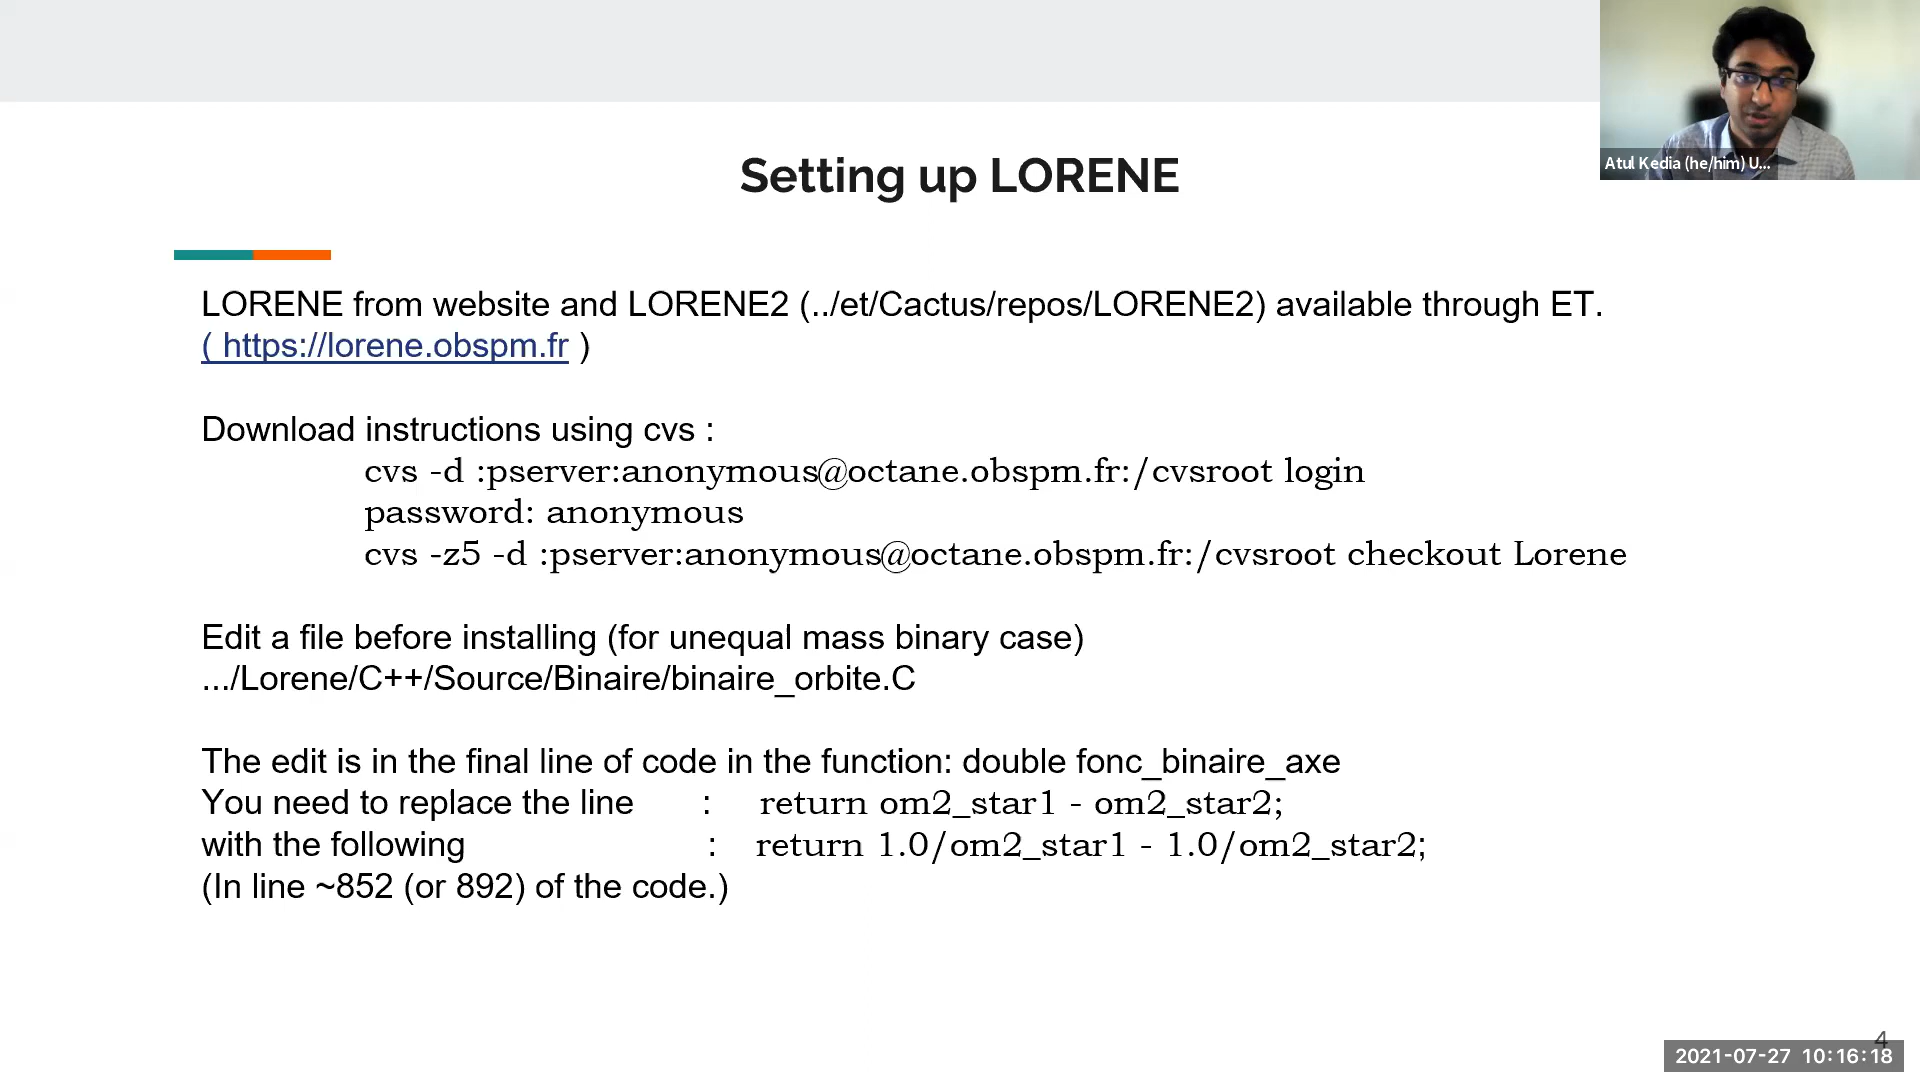 Setting up LORENE
Atul Kedia (he/him) U...
LORENE from website and LORENE2 (../et/Cactus/repos/LORENE2) available through ET.
( https://lorene.obspm.fr )
Download instructions using cvs :
cvs -d :pserver:anonymous@octane.obspm.fr:/cvsroot login
password: anonymous
cvs -z5 -d :pserver:anonymous@octane.obspm.fr:/cvsroot checkout Lorene
Edit a file before installing (for unequal mass binary case)
.../Lorene/C++/Source/Binaire/binaire_orbite.C
The edit is in the final line of code in the function: double fonc_binaire_axe
You need to replace the line : return om2_star1 - om2_star2;
with the following : return 1.0/om2_star1 - 1.0/om2_star2;
(In line ~852 (or 892) of the code.)
4
2021-07-27 10:16:18